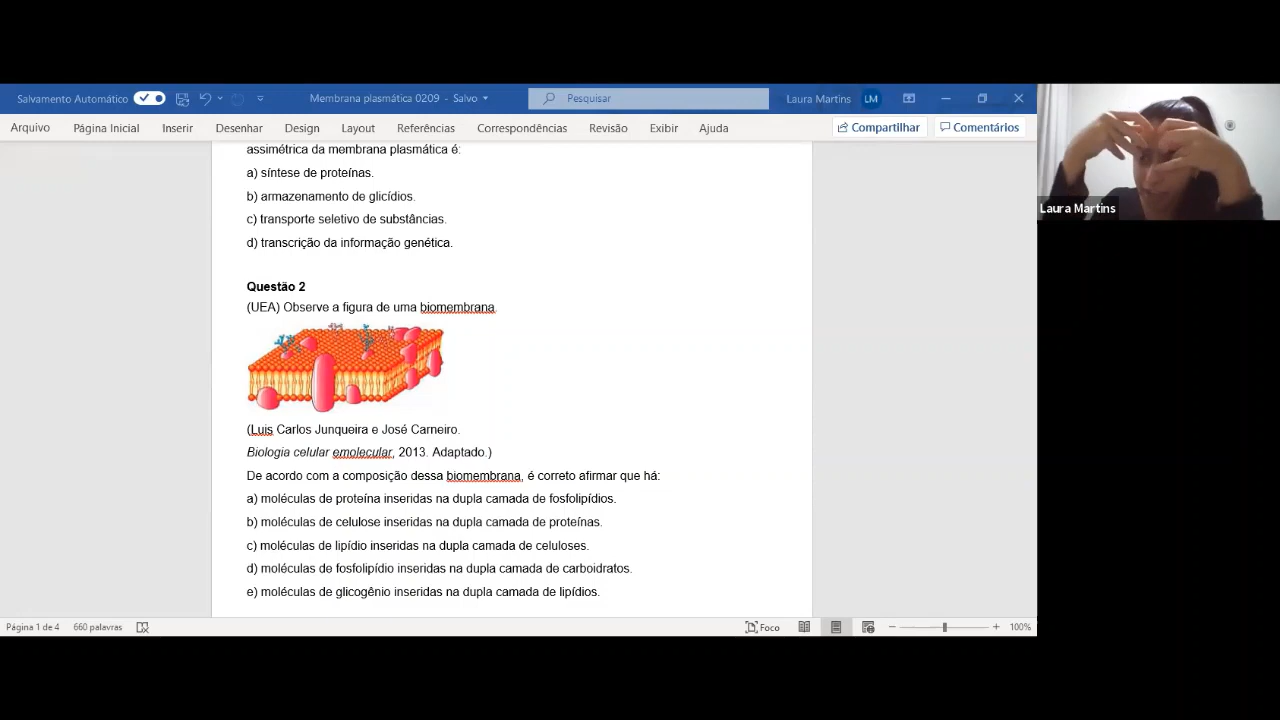 Salvamento Automático
Membrana plasmática 0209 - Salvo
Pesquisar
Laura Martins
LM
Arquivo
Página Inicial
Inserir
Desenhar
Design
Layout
Referências
Correspondências
Revisão
Exibir
Ajuda
Compartilhar
Comentários
assimétrica da membrana plasmática é:
a) síntese de proteínas.
b) armazenamento de glicídios.
c) transporte seletivo de substâncias.
d) transcrição da informação genética.
Questão 2
(UEA) Observe a figura de uma biomembrana.
(Luis Carlos Junqueira e José Carneiro.
Biologia celular emolecular, 2013. Adaptado.)
De acordo com a composição dessa biomembrana, é correto afirmar que há:
a) moléculas de proteína inseridas na dupla camada de fosfolipídios.
b) moléculas de celulose inseridas na dupla camada de proteínas.
c) moléculas de lipídio inseridas na dupla camada de celuloses.
d) moléculas de fosfolipídio inseridas na dupla camada de carboidratos.
e) moléculas de glicogênio inseridas na dupla camada de lipídios.
Página 1 de 4
660 palavras
Foco
100%
Laura Martins